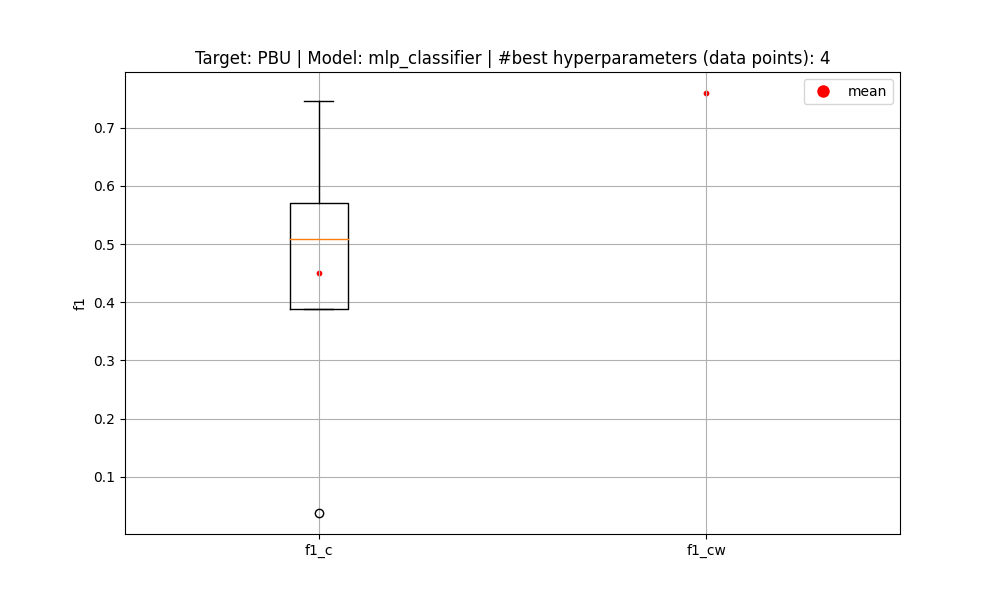 Target: PBU | Model: mlp_classifier | #best hyperparameters (data points): 4
mean
0.7
0.6
0.5
0.4
0.3
0.2
0.1
f1
f1_c
f1_cw